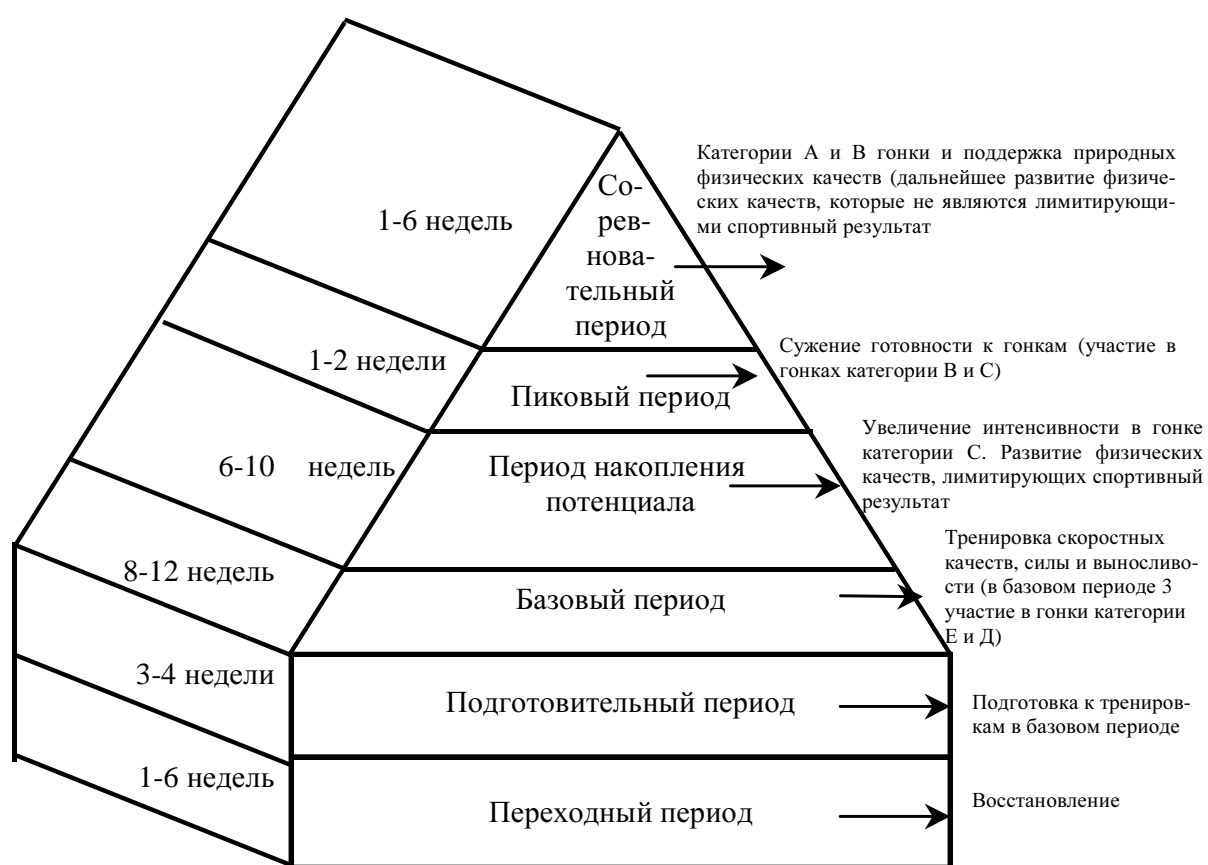 Категории А и В гонки и поддержка природных
физических качеств (дальнейшее развитие физиче-
ских качеств, которые не являются лимитирующи-
ми спортивный результат
Со-
рев-
нова-
тельный
период
1-6 недель
Сужение готовности к гонкам (участие в
гонках категории В и С)
1-2 недели
Пиковый период
Увеличение интенсивности в гонке
категории С. Развитие физических
качеств, лимитирующих спортивный
результат
6-10 недель
Период накопления
потенциала
Тренировка скоростных
качеств, силы и выносливо-
сти (в базовом периоде 3
участие в гонки категории
Е и Д)
8-12 недель
Базовый период
3-4 недели
Подготовительный период
Подготовка к трениров-
кам в базовом периоде
1-6 недель
Переходный период
Восстановление